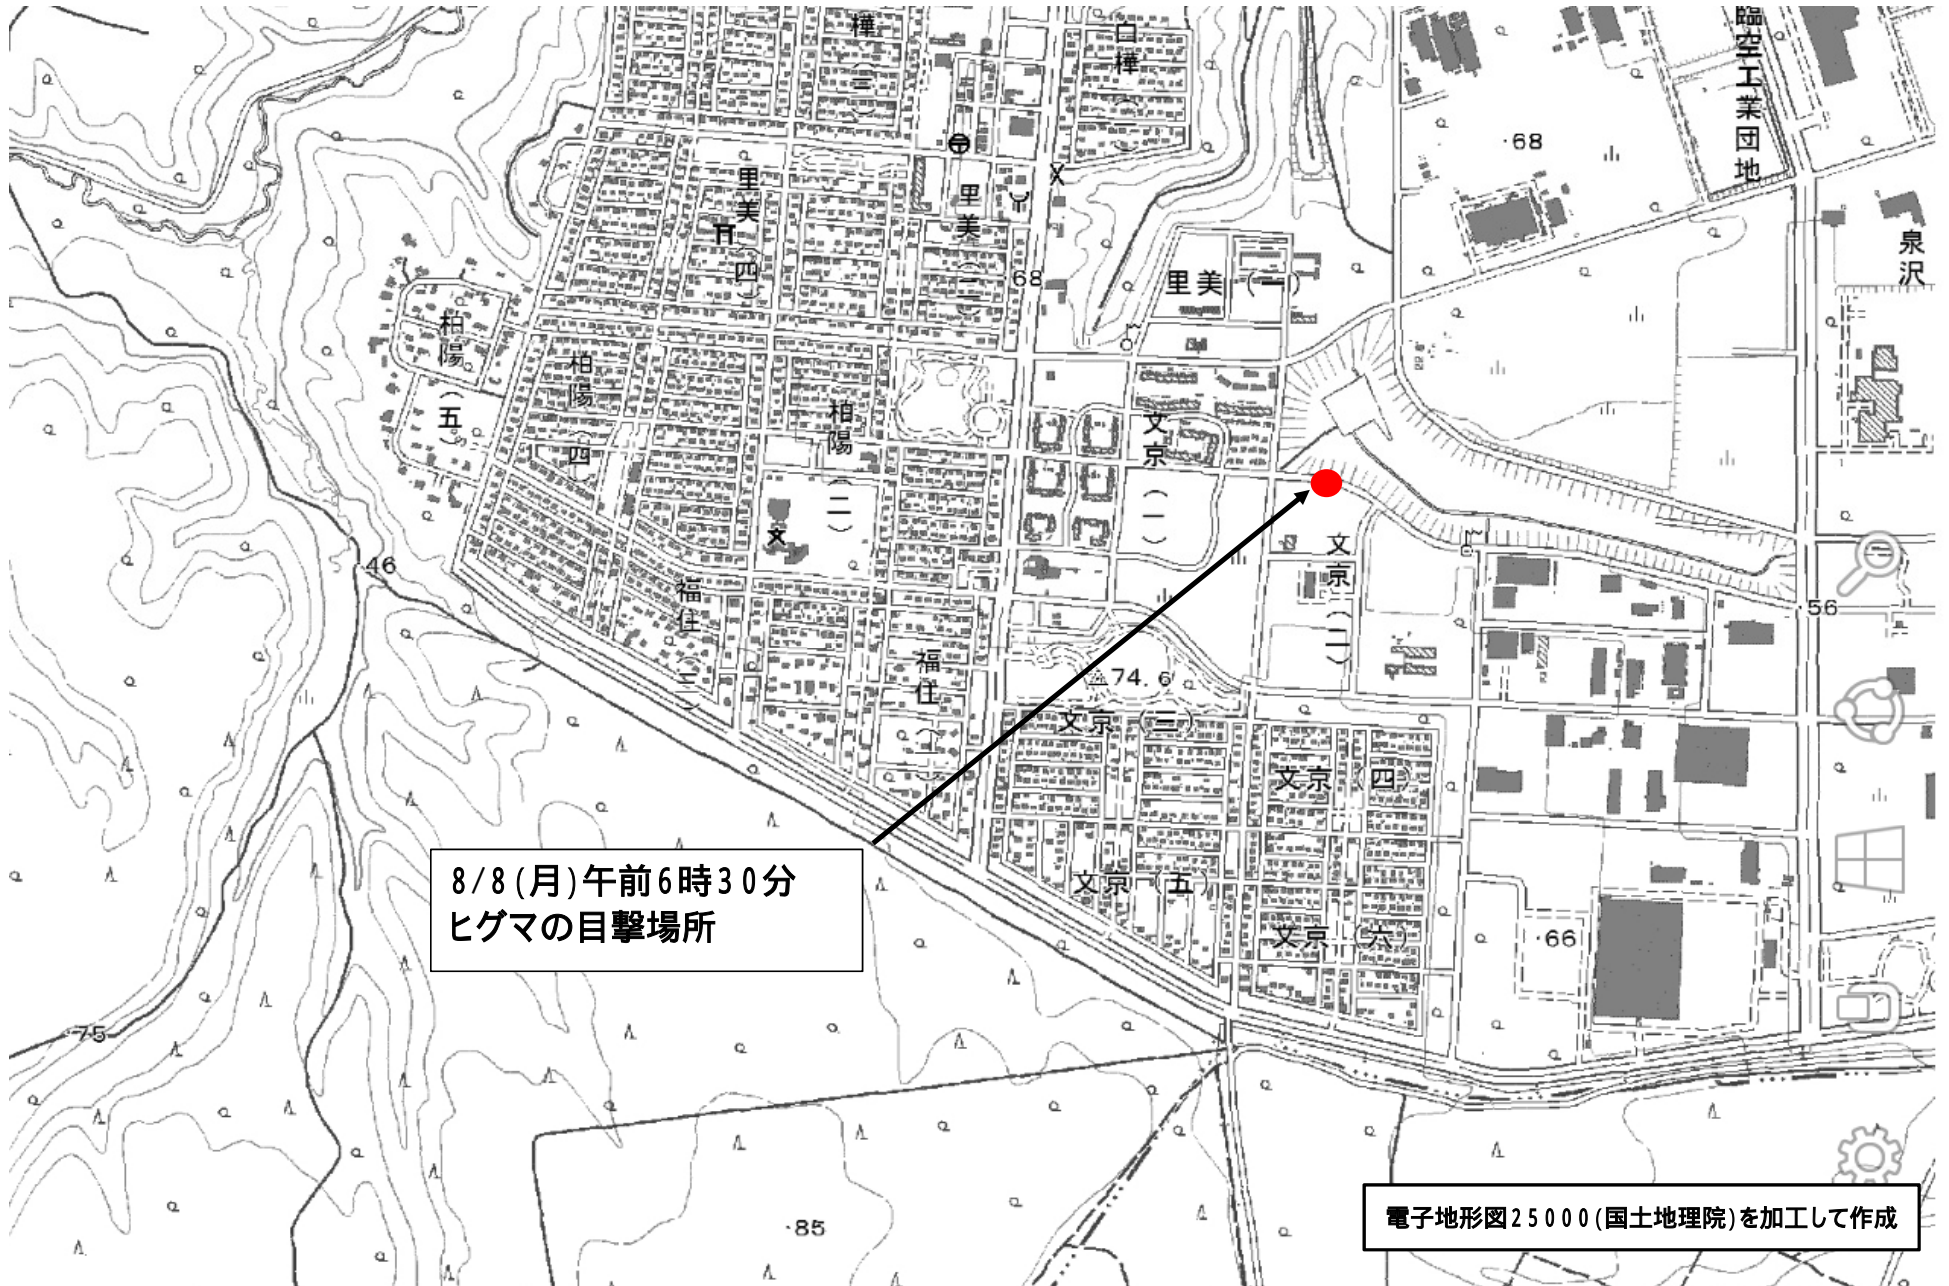 樺(三)
白樺(一)
臨空工業団地
・68
里美(四)
里美(二)
泉沢
68
里美(一)
柏陽(五)
柏陽(四)
柏陽(二)
文京(一)
文京(二)
・46
56
福住(三)
福住(二)
74.6
文京(三)
文京(四)
8/8(月)午前6時30分
ヒグマの目撃場所
文京(五)
文京(六)
・66
・75
・85
電子地形図25000(国土地理院)を加工して作成